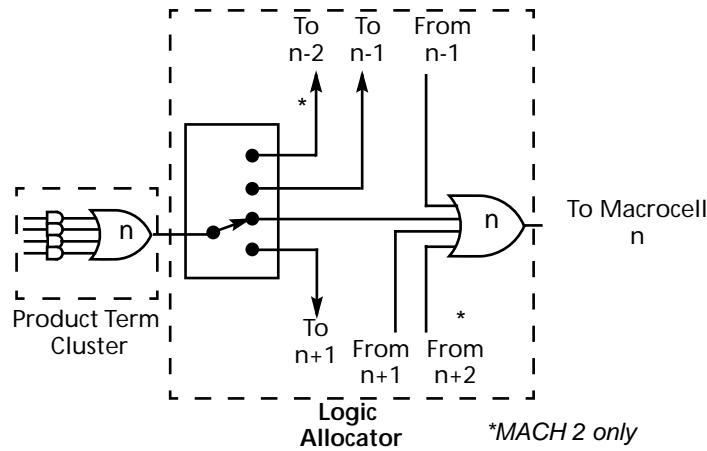 To
n-2
To
n-1
From
n-1
*
n
n
To Macrocell
n
Product Term
Cluster
To
n+1
From
n+1
*
From
n+2
Logic
Allocator
*MACH 2 only